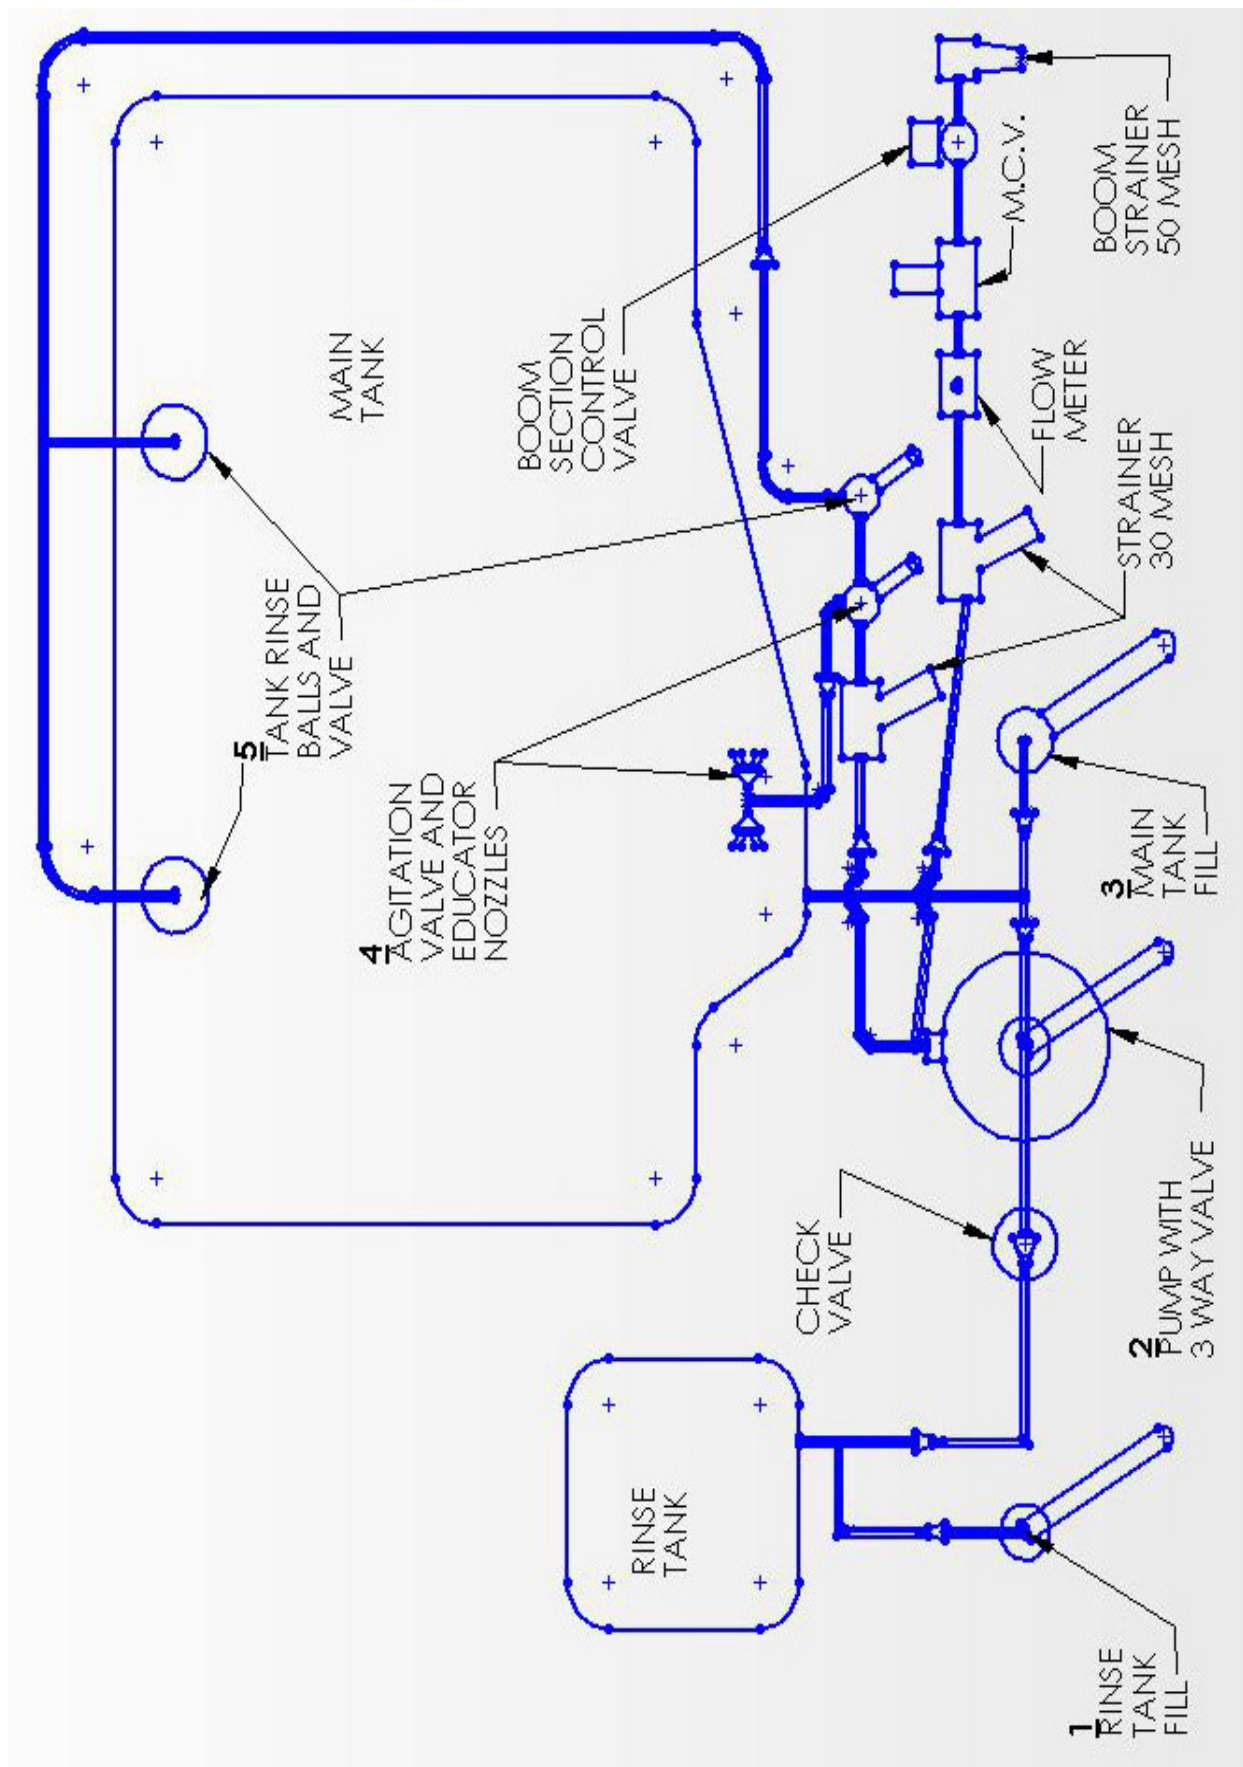 5
TANK RINSE
BALLS AND
VALVE
MAIN
TANK
4
AGITATION
VALVE AND
EDUCATOR
NOZZLES
BOOM
SECTION
CONTROL
VALVE
RINSE
TANK
CHECK
VALVE
M.C.V.
BOOM
STRAINER
50 MESH
FLOW
METER
STRAINER
30 MESH
1
RINSE
TANK
FILL
2
PUMP WITH
3 WAY VALVE
3
MAIN
TANK
FILL